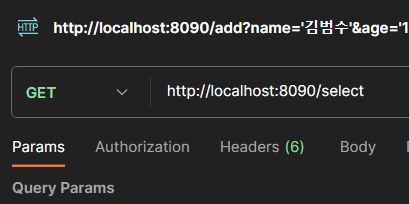 HTTP http://localhost:8090/add?name='김범수'&age='1
GET http://localhost:8090/select
Params Authorization Headers (6) Body
Query Params